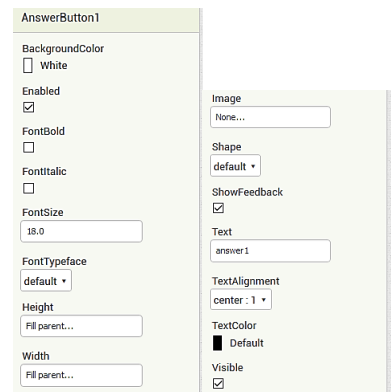 AnswerButton1
BackgroundColor
White
Enabled
FontBold
FontItalic
FontSize
18.0
FontTypeface
default
Height
Fill parent...
Width
Fill parent...
Image
None...
Shape
default
ShowFeedback
Text
answer1
TextAlignment
center : 1
TextColor
Default
Visible